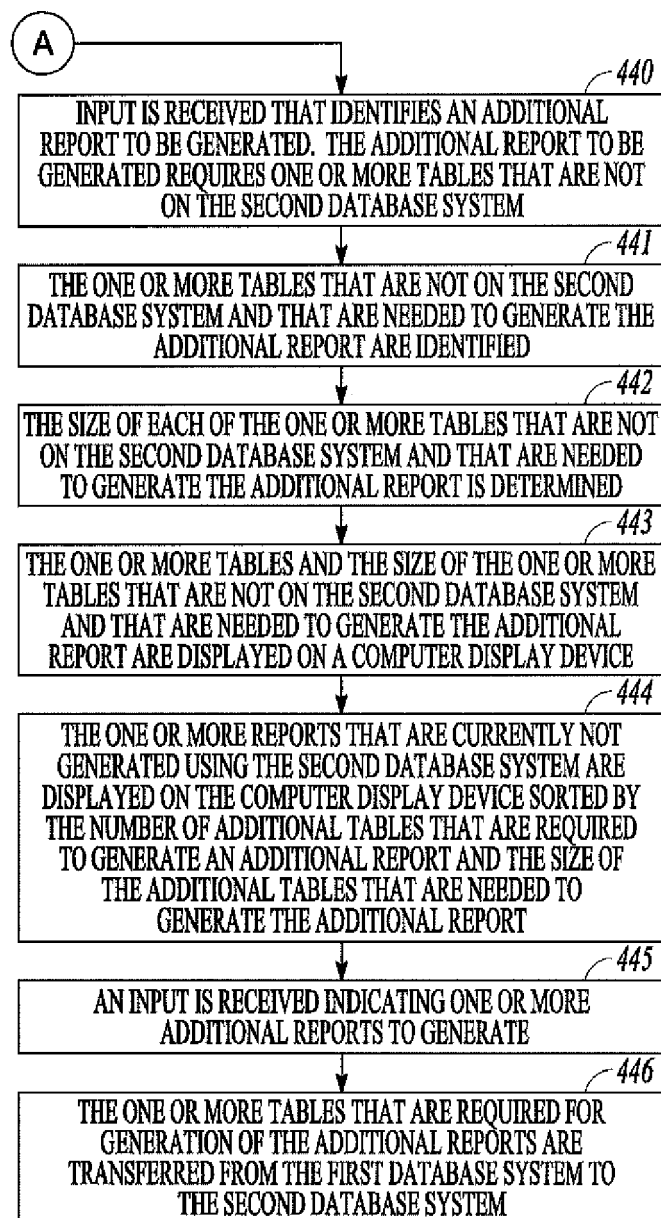 A
440
INPUT IS RECEIVED THAT IDENTIFIES AN ADDITIONAL
REPORT TO BE GENERATED. THE ADDITIONAL REPORT TO BE
GENERATED REQUIRES ONE OR MORE TABLES THAT ARE NOT
ON THE SECOND DATABASE SYSTEM
441
THE ONE OR MORE TABLES THAT ARE NOT ON THE SECOND
DATABASE SYSTEM AND THAT ARE NEEDED TO GENERATE THE
ADDITIONAL REPORT ARE IDENTIFIED
442
THE SIZE OF EACH OF THE ONE OR MORE TABLES THAT ARE NOT
ON THE SECOND DATABASE SYSTEM AND THAT ARE NEEDED
TO GENERATE THE ADDITIONAL REPORT IS DETERMINED
443
THE ONE OR MORE TABLES AND THE SIZE OF THE ONE OR MORE
TABLES THAT ARE NOT ON THE SECOND DATABASE SYSTEM
AND THAT ARE NEEDED TO GENERATE THE ADDITIONAL
REPORT ARE DISPLAYED ON A COMPUTER DISPLAY DEVICE
444
THE ONE OR MORE REPORTS THAT ARE CURRENTLY NOT
GENERATED USING THE SECOND DATABASE SYSTEM ARE
DISPLAYED ON THE COMPUTER DISPLAY DEVICE SORTED BY
THE NUMBER OF ADDITIONAL TABLES THAT ARE REQUIRED
TO GENERATE AN ADDITIONAL REPORT AND THE SIZE OF
THE ADDITIONAL TABLES THAT ARE NEEDED TO
GENERATE THE ADDITIONAL REPORT
445
AN INPUT IS RECEIVED INDICATING ONE OR MORE
ADDITIONAL REPORTS TO GENERATE
446
THE ONE OR MORE TABLES THAT ARE REQUIRED FOR
GENERATION OF THE ADDITIONAL REPORTS ARE
TRANSFERRED FROM THE FIRST DATABASE SYSTEM TO
THE SECOND DATABASE SYSTEM